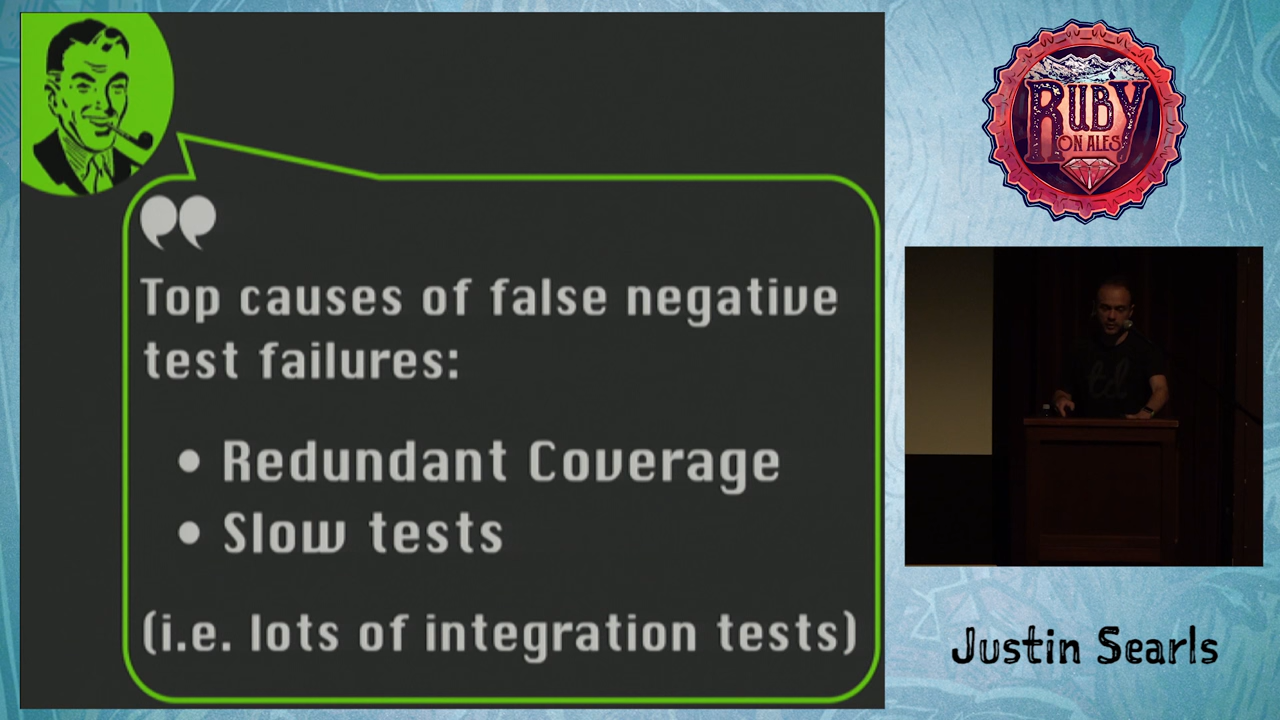 Top causes of false negative
test failures:
• Redundant Coverage
• Slow tests
(i.e. lots of integration tests)
RUBY
ON ALES
td
Justin Searls